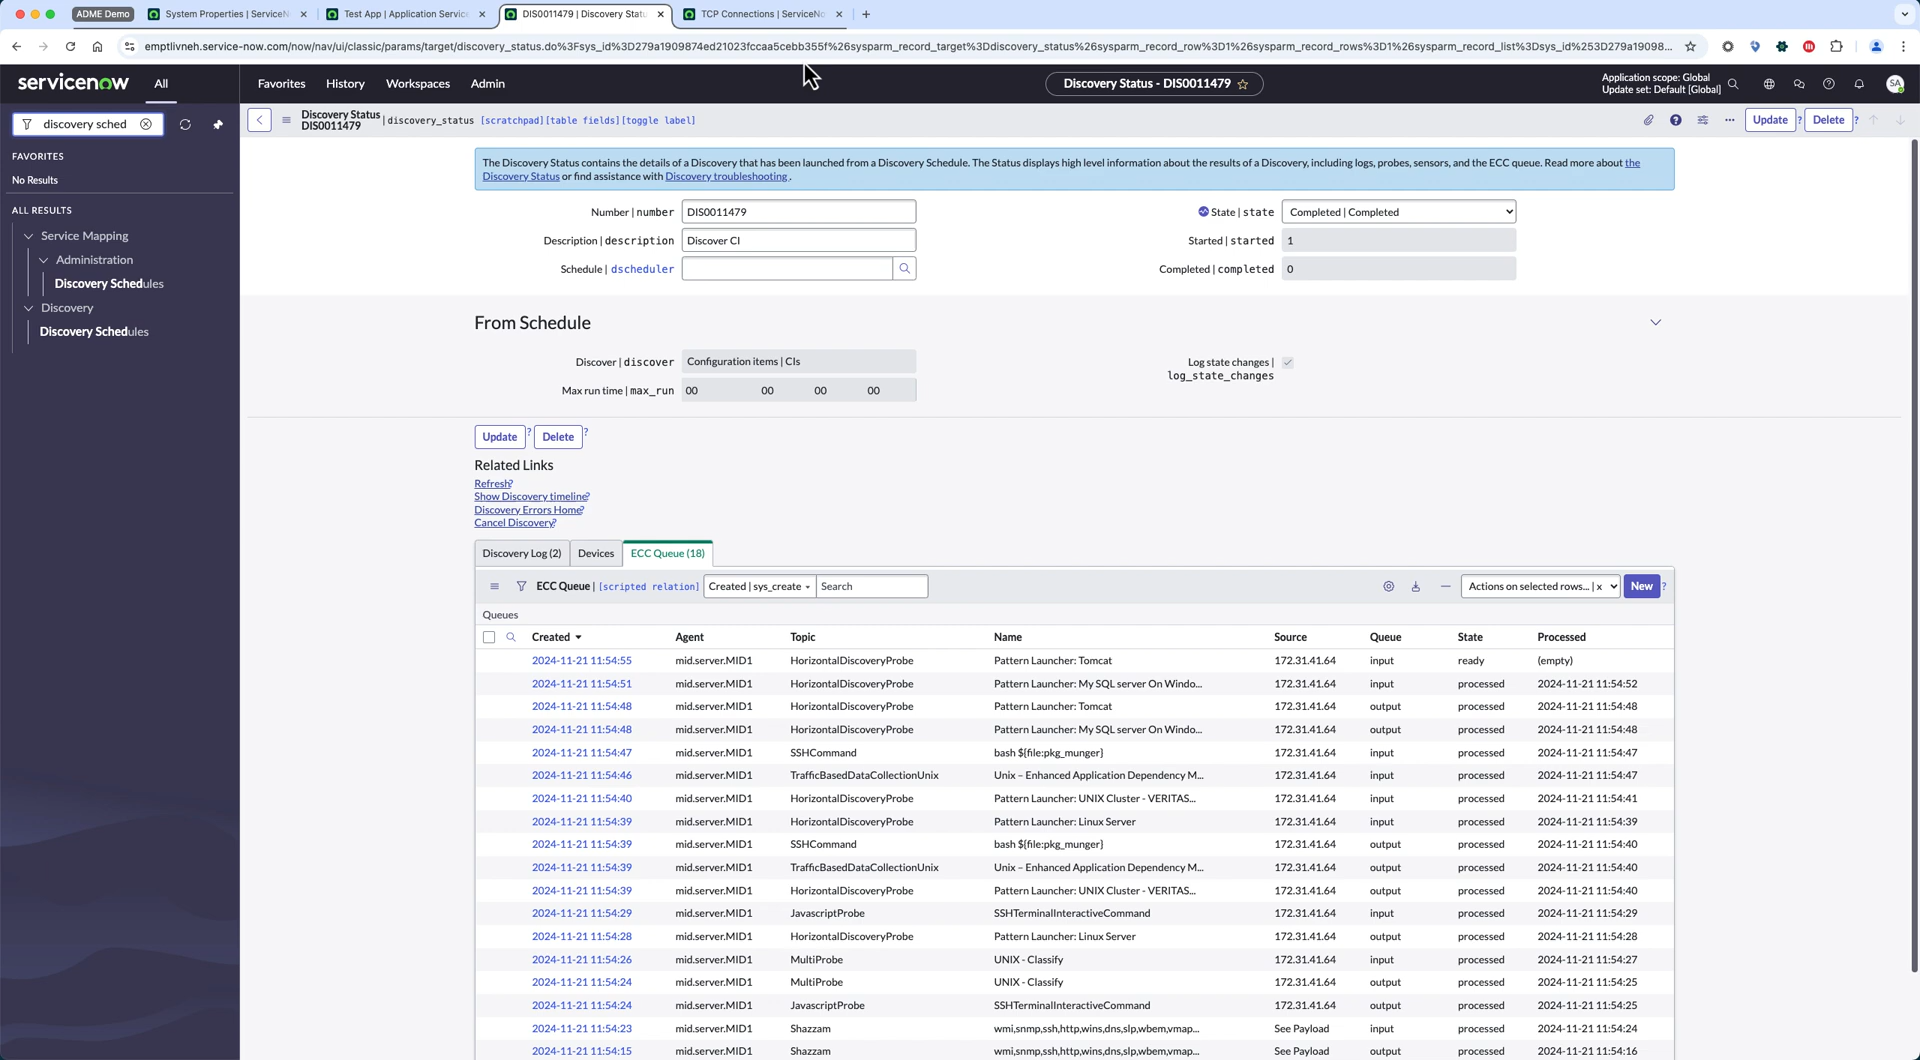 ADME Demo
System Properties | ServiceN
Test App | Application Servic
DIS0011479 | Discovery Statu
TCP Connections | ServiceNo
emptlivneh.service-now.com/now/nav/ui/classic/params/target/discovery_status.do%3Fsys_id%3D279a1909874ed21023fccaa5cebb355f%26sysparm_record_target%3Ddiscovery_status%26sysparm_record_row%3D1%26sysparm_record_rows%3D1%26sysparm_record_list%3Dsys_id%253D279a19098...
servicenow
All
Favorites
History
Workspaces
Admin
Discovery Status - DIS0011479
Application scope: Global
Update set: Default [Global]
SA
discovery sched
FAVORITES
No Results
ALL RESULTS
Service Mapping
Administration
Discovery Schedules
Discovery
Discovery Schedules
Discovery Status
DIS0011479
| discovery_status [scratchpad][table fields][toggle label]
Update ?
Delete ?
The Discovery Status contains the details of a Discovery that has been launched from a Discovery Schedule. The Status displays high level information about the results of a Discovery, including logs, probes, sensors, and the ECC queue. Read more about the
Discovery Status or find assistance with Discovery troubleshooting .
Number | number DIS0011479
State | state Completed | Completed
Description | description Discover CI
Started | started 1
Schedule | dscheduler
Completed | completed 0
From Schedule
Discover | discover Configuration items | CIs
Log state changes |
log_state_changes
Max run time | max_run 00 00 00 00
Update ? Delete ?
Related Links
Refresh?
Show Discovery timeline?
Discovery Errors Home?
Cancel Discovery?
Discovery Log (2) Devices ECC Queue (18)
ECC Queue | [scripted relation] Created | sys_create Search Actions on selected rows... | x New ?
Queues
Created Agent Topic Name Source Queue State Processed
2024-11-21 11:54:55 mid.server.MID1 HorizontalDiscoveryProbe Pattern Launcher: Tomcat 172.31.41.64 input ready (empty)
2024-11-21 11:54:51 mid.server.MID1 HorizontalDiscoveryProbe Pattern Launcher: My SQL server On Windo... 172.31.41.64 input processed 2024-11-21 11:54:52
2024-11-21 11:54:48 mid.server.MID1 HorizontalDiscoveryProbe Pattern Launcher: Tomcat 172.31.41.64 output processed 2024-11-21 11:54:48
2024-11-21 11:54:48 mid.server.MID1 HorizontalDiscoveryProbe Pattern Launcher: My SQL server On Windo... 172.31.41.64 output processed 2024-11-21 11:54:48
2024-11-21 11:54:47 mid.server.MID1 SSHCommand bash ${file:pkg_munger} 172.31.41.64 input processed 2024-11-21 11:54:47
2024-11-21 11:54:46 mid.server.MID1 TrafficBasedDataCollectionUnix Unix – Enhanced Application Dependency M... 172.31.41.64 input processed 2024-11-21 11:54:47
2024-11-21 11:54:40 mid.server.MID1 HorizontalDiscoveryProbe Pattern Launcher: UNIX Cluster - VERITAS... 172.31.41.64 input processed 2024-11-21 11:54:41
2024-11-21 11:54:39 mid.server.MID1 HorizontalDiscoveryProbe Pattern Launcher: Linux Server 172.31.41.64 input processed 2024-11-21 11:54:39
2024-11-21 11:54:39 mid.server.MID1 SSHCommand bash ${file:pkg_munger} 172.31.41.64 output processed 2024-11-21 11:54:40
2024-11-21 11:54:39 mid.server.MID1 TrafficBasedDataCollectionUnix Unix – Enhanced Application Dependency M... 172.31.41.64 output processed 2024-11-21 11:54:40
2024-11-21 11:54:39 mid.server.MID1 HorizontalDiscoveryProbe Pattern Launcher: UNIX Cluster - VERITAS... 172.31.41.64 output processed 2024-11-21 11:54:40
2024-11-21 11:54:29 mid.server.MID1 JavascriptProbe SSHTerminalInteractiveCommand 172.31.41.64 input processed 2024-11-21 11:54:29
2024-11-21 11:54:28 mid.server.MID1 HorizontalDiscoveryProbe Pattern Launcher: Linux Server 172.31.41.64 output processed 2024-11-21 11:54:28
2024-11-21 11:54:26 mid.server.MID1 MultiProbe UNIX - Classify 172.31.41.64 input processed 2024-11-21 11:54:27
2024-11-21 11:54:24 mid.server.MID1 MultiProbe UNIX - Classify 172.31.41.64 output processed 2024-11-21 11:54:25
2024-11-21 11:54:24 mid.server.MID1 JavascriptProbe SSHTerminalInteractiveCommand 172.31.41.64 output processed 2024-11-21 11:54:25
2024-11-21 11:54:23 mid.server.MID1 Shazzam wmi,snmp,ssh,http,wins,dns,slp,wbem,vmap... See Payload input processed 2024-11-21 11:54:24
2024-11-21 11:54:15 mid.server.MID1 Shazzam wmi,snmp,ssh,http,wins,dns,slp,wbem,vmap... See Payload output processed 2024-11-21 11:54:16